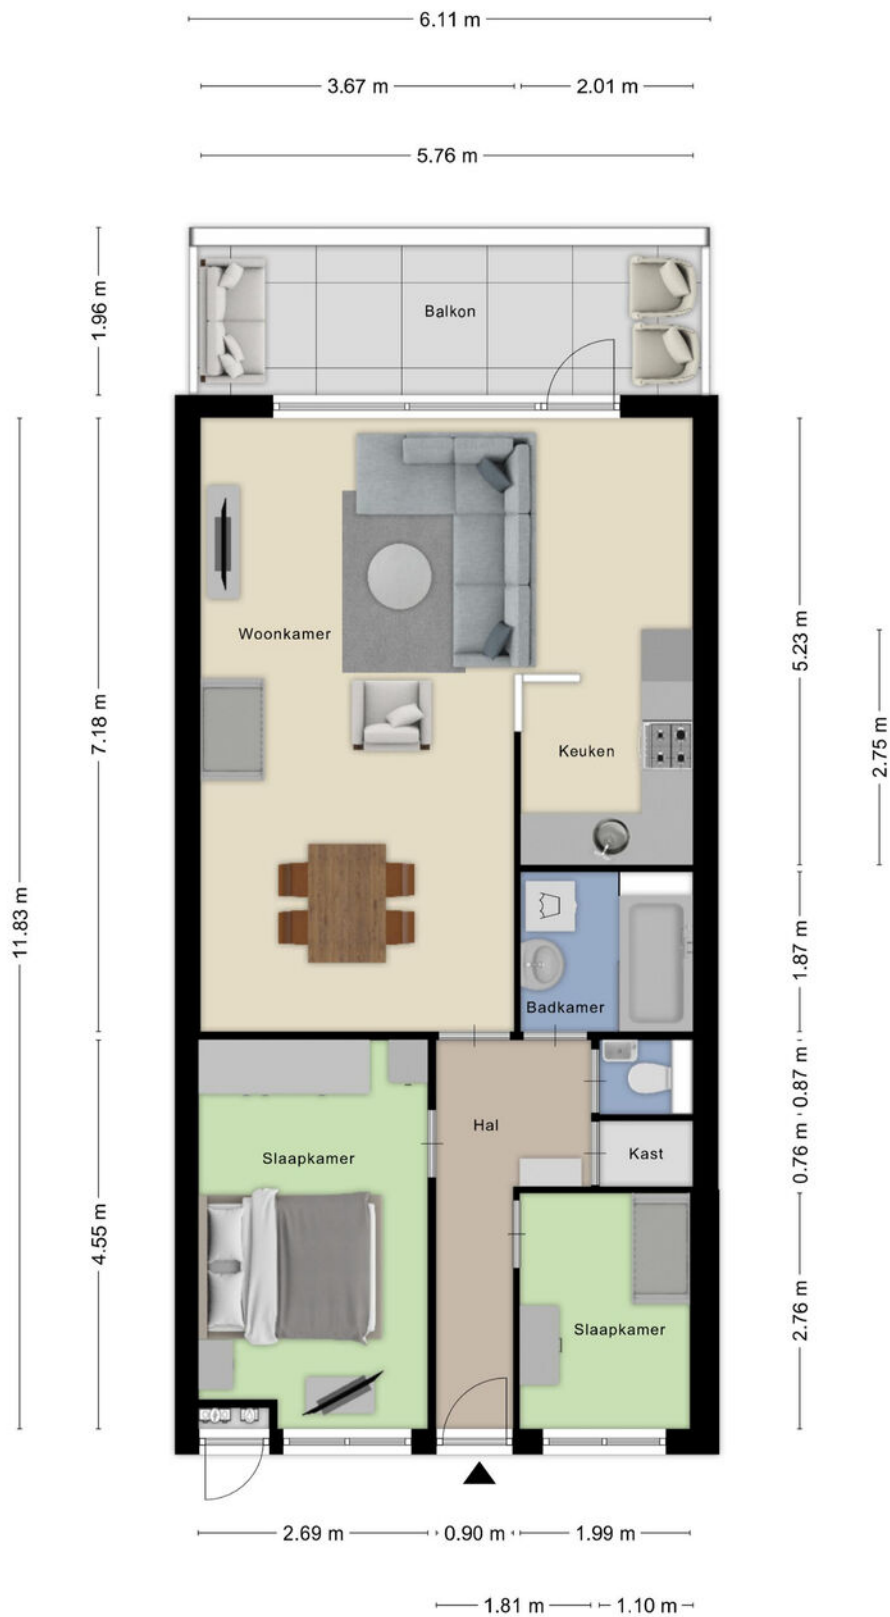 6.11 m
3.67 m
2.01 m
5.76 m
1.96 m
Balkon
11.83 m
7.18 m
Woonkamer
5.23 m
2.75 m
Keuken
1.87 m
Badkamer
0.87 m
Hal
Slaapkamer
0.76 m
Kast
4.55 m
2.76 m
Slaapkamer
2.69 m
0.90 m
1.99 m
1.81 m
1.10 m